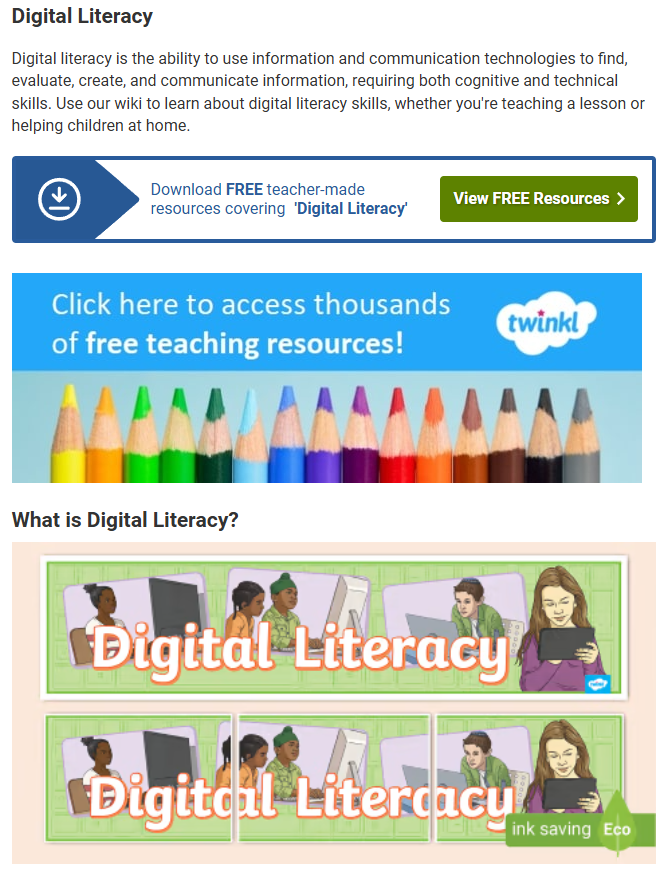 Digital Literacy
Digital literacy is the ability to use information and communication technologies to find,
evaluate, create, and communicate information, requiring both cognitive and technical
skills. Use our wiki to learn about digital literacy skills, whether you're teaching a lesson or
helping children at home.
Download FREE teacher-made
resources covering 'Digital Literacy'
View FREE Resources
Click here to access thousands
of free teaching resources!
twinkl
What is Digital Literacy?
Digital Literacy
twinkl
Digital Literacy
ink saving Eco